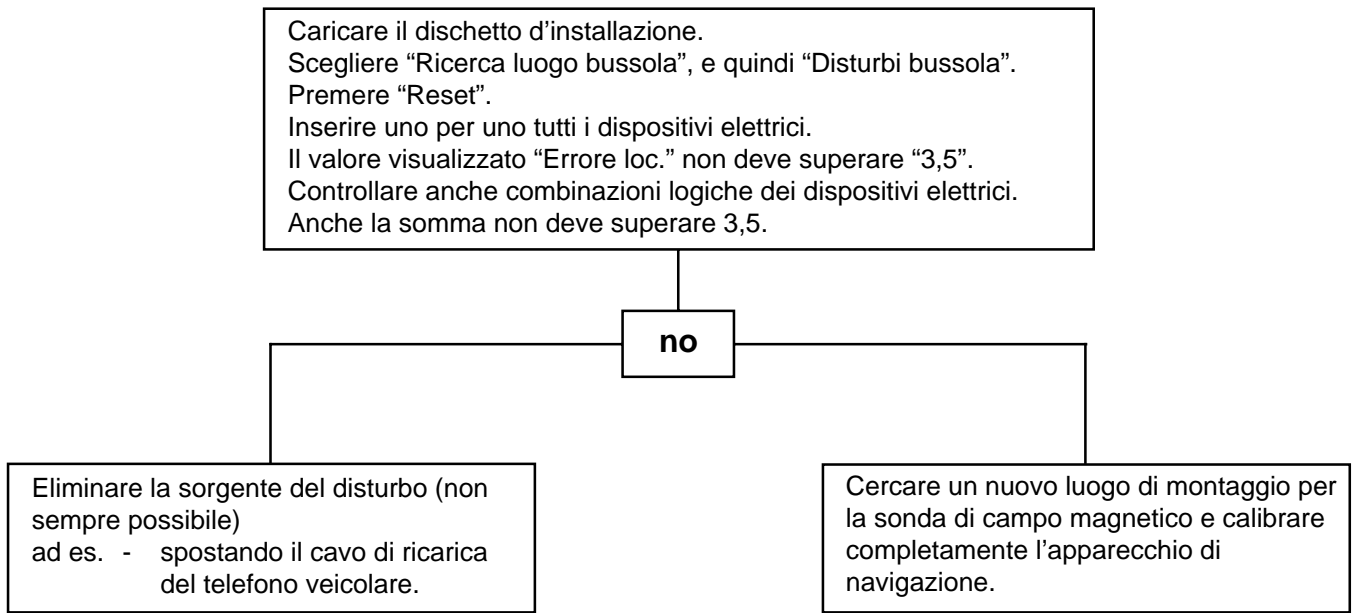 Caricare il dischetto d’installazione.
Scegliere “Ricerca luogo bussola”, e quindi “Disturbi bussola”.
Premere “Reset”.
Inserire uno per uno tutti i dispositivi elettrici.
Il valore visualizzato “Errore loc.” non deve superare “3,5”.
Controllare anche combinazioni logiche dei dispositivi elettrici.
Anche la somma non deve superare 3,5.
no
Eliminare la sorgente del disturbo (non
sempre possibile)
ad es. - spostando il cavo di ricarica
del telefono veicolare.
Cercare un nuovo luogo di montaggio per
la sonda di campo magnetico e calibrare
completamente l’apparecchio di
navigazione.